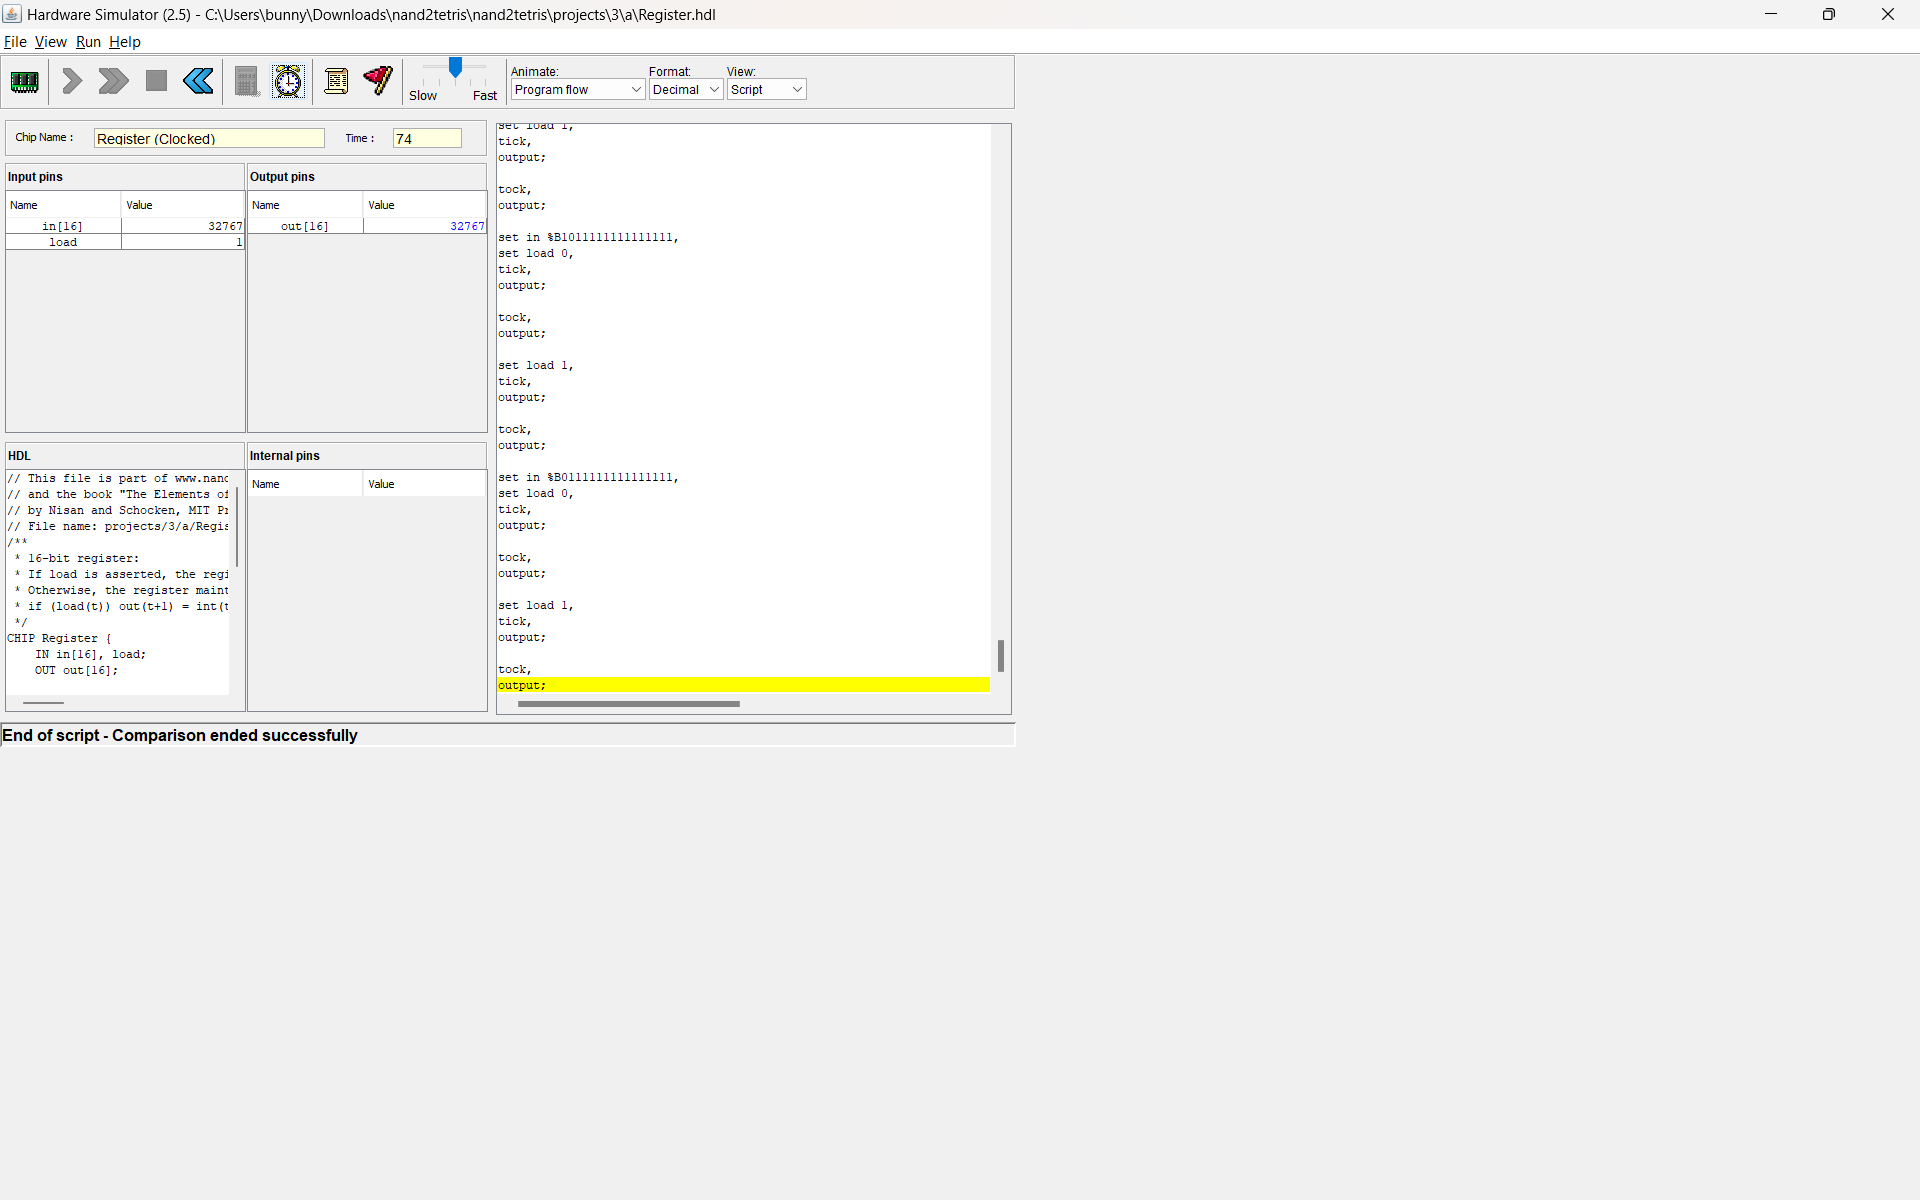 Hardware Simulator (2.5) - C:\Users\bunny\Downloads\nand2tetris\nand2tetris\projects\3\a\Register.hdl
File View Run Help
Slow Fast
Animate:
Program flow
Format:
Decimal
View:
Script
Chip Name :
Register (Clocked)
Time :
74
Input pins
Name Value
in[16] 32767
load 1
Output pins
Name Value
out[16] 32767
HDL
// This file is part of www.nand
// and the book "The Elements of
// by Nisan and Schocken, MIT Pr
// File name: projects/3/a/Regis
/**
* 16-bit register:
* If load is asserted, the regi
* Otherwise, the register maint
* if (load(t)) out(t+1) = int(t
*/
CHIP Register {
IN in[16], load;
OUT out[16];
Internal pins
Name Value
set load 1,
tick,
output;
tock,
output;
set in %B1011111111111111,
set load 0,
tick,
output;
tock,
output;
set load 1,
tick,
output;
tock,
output;
set in %B0111111111111111,
set load 0,
tick,
output;
tock,
output;
set load 1,
tick,
output;
tock,
output;
End of script - Comparison ended successfully